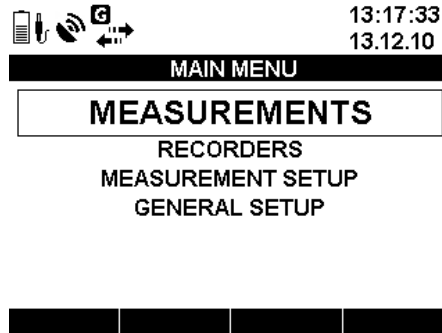 G
13:17:33
13.12.10
MAIN MENU
MEASUREMENTS
RECORDERS
MEASUREMENT SETUP
GENERAL SETUP